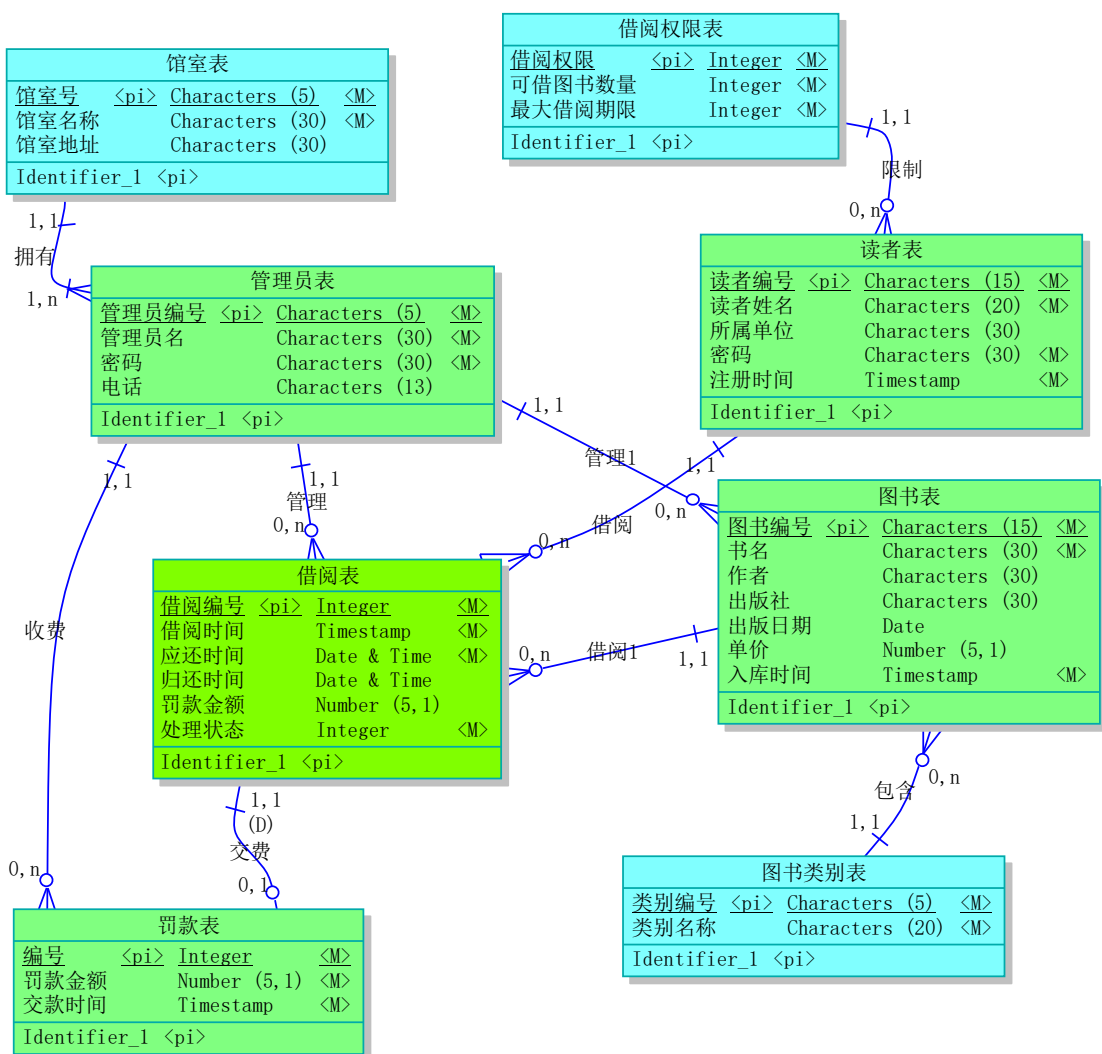 借阅权限表
借阅权限 <pi> Integer <M>
可借图书数量 Integer <M>
最大借阅期限 Integer <M>
Identifier_1 <pi>
馆室表
馆室号 <pi> Characters (5) <M>
馆室名称 Characters (30) <M>
馆室地址 Characters (30)
Identifier_1 <pi>
1,1
限制
0,n
1,1
拥有
1,n
读者表
读者编号 <pi> Characters (15) <M>
读者姓名 Characters (20) <M>
所属单位 Characters (30)
密码 Characters (30) <M>
注册时间 Timestamp <M>
Identifier_1 <pi>
管理员表
管理员编号 <pi> Characters (5) <M>
管理员名 Characters (30) <M>
密码 Characters (30) <M>
电话 Characters (13)
Identifier_1 <pi>
1,1
管理1
0,n
1,1
借阅
0,n
1,1
管理
0,n
1,1
收费
0,n
图书表
图书编号 <pi> Characters (15) <M>
书名 Characters (30) <M>
作者 Characters (30)
出版社 Characters (30)
出版日期 Date
单价 Number (5,1)
入库时间 Timestamp <M>
Identifier_1 <pi>
借阅表
借阅编号 <pi> Integer <M>
借阅时间 Timestamp <M>
应还时间 Date & Time <M>
归还时间 Date & Time
罚款金额 Number (5,1)
处理状态 Integer <M>
Identifier_1 <pi>
0,n
借阅1
1,1
0,n
包含
1,1
1,1
(D)
交费
0,1
图书类别表
类别编号 <pi> Characters (5) <M>
类别名称 Characters (20) <M>
Identifier_1 <pi>
罚款表
编号 <pi> Integer <M>
罚款金额 Number (5,1) <M>
交款时间 Timestamp <M>
Identifier_1 <pi>